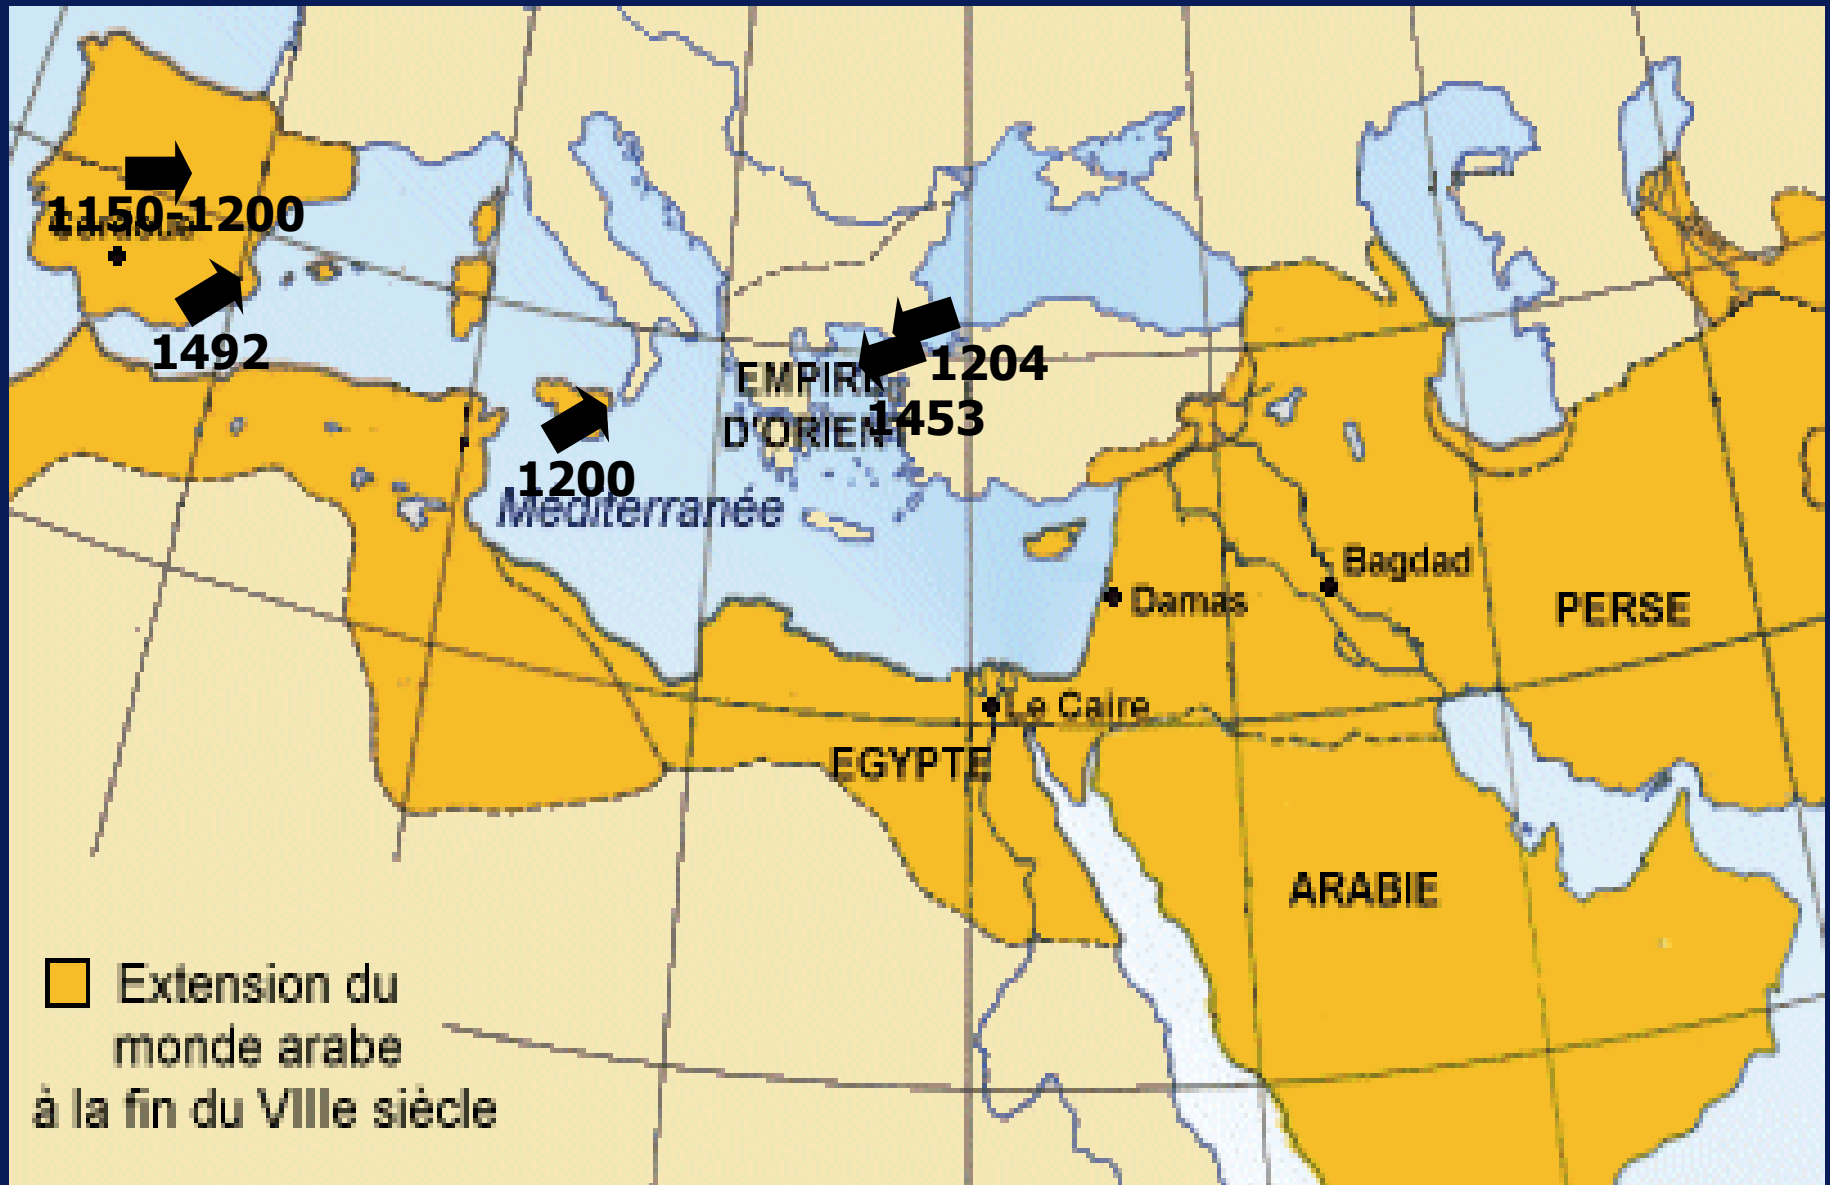 1150-1200
1492
EMPIRE
D'ORIENT
1204
1453
1200
Méditerranée
Bagdad
Damas
PERSE
Le Caire
EGYPTE
ARABIE
Extension du
monde arabe
à la fin du VIIIe siècle